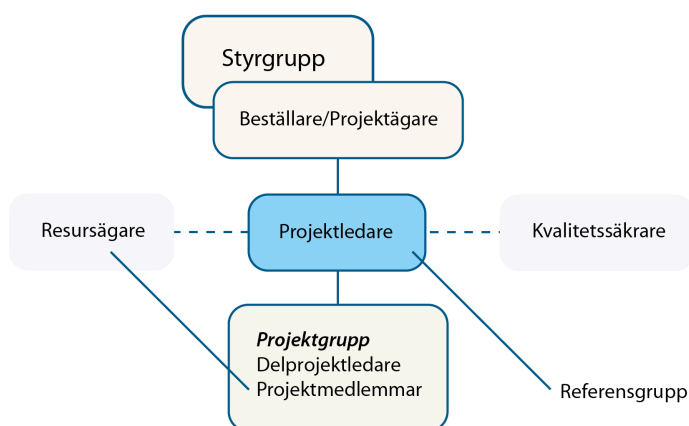 Styrgrupp
Beställare/Projektägare
Resursägare
Projektledare
Kvalitetssäkrare
Projektgrupp
Delprojektledare
Projektmedlemmar
Referensgrupp